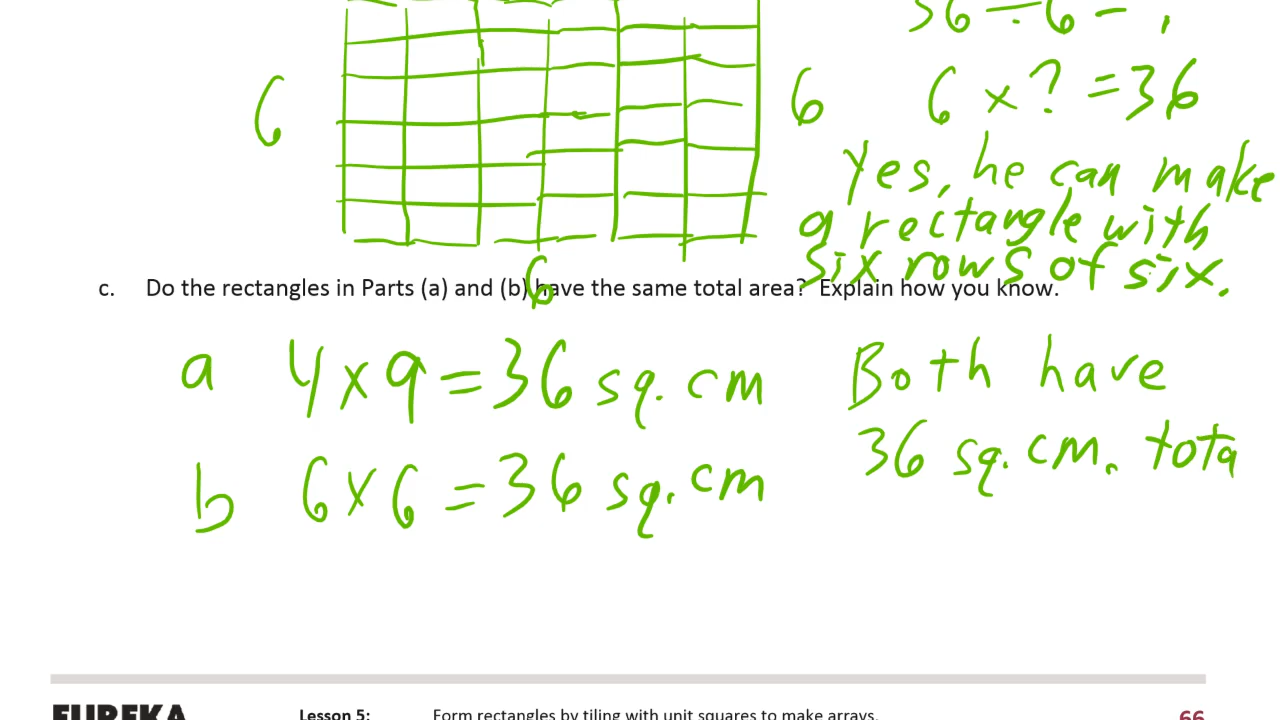 36 ÷ 6 =
6 6 6 x ? = 36
Yes, he can make
a rectangle with
six rows of six.
6
c. Do the rectangles in Parts (a) and (b) have the same total area? Explain how you know.
a 4 x 9 = 36 sq. cm
Both have
36 sq. cm. tota
b 6 x 6 = 36 sq. cm
EUREKA Lesson 5: Form rectangles by tiling with unit squares to make arrays. 66